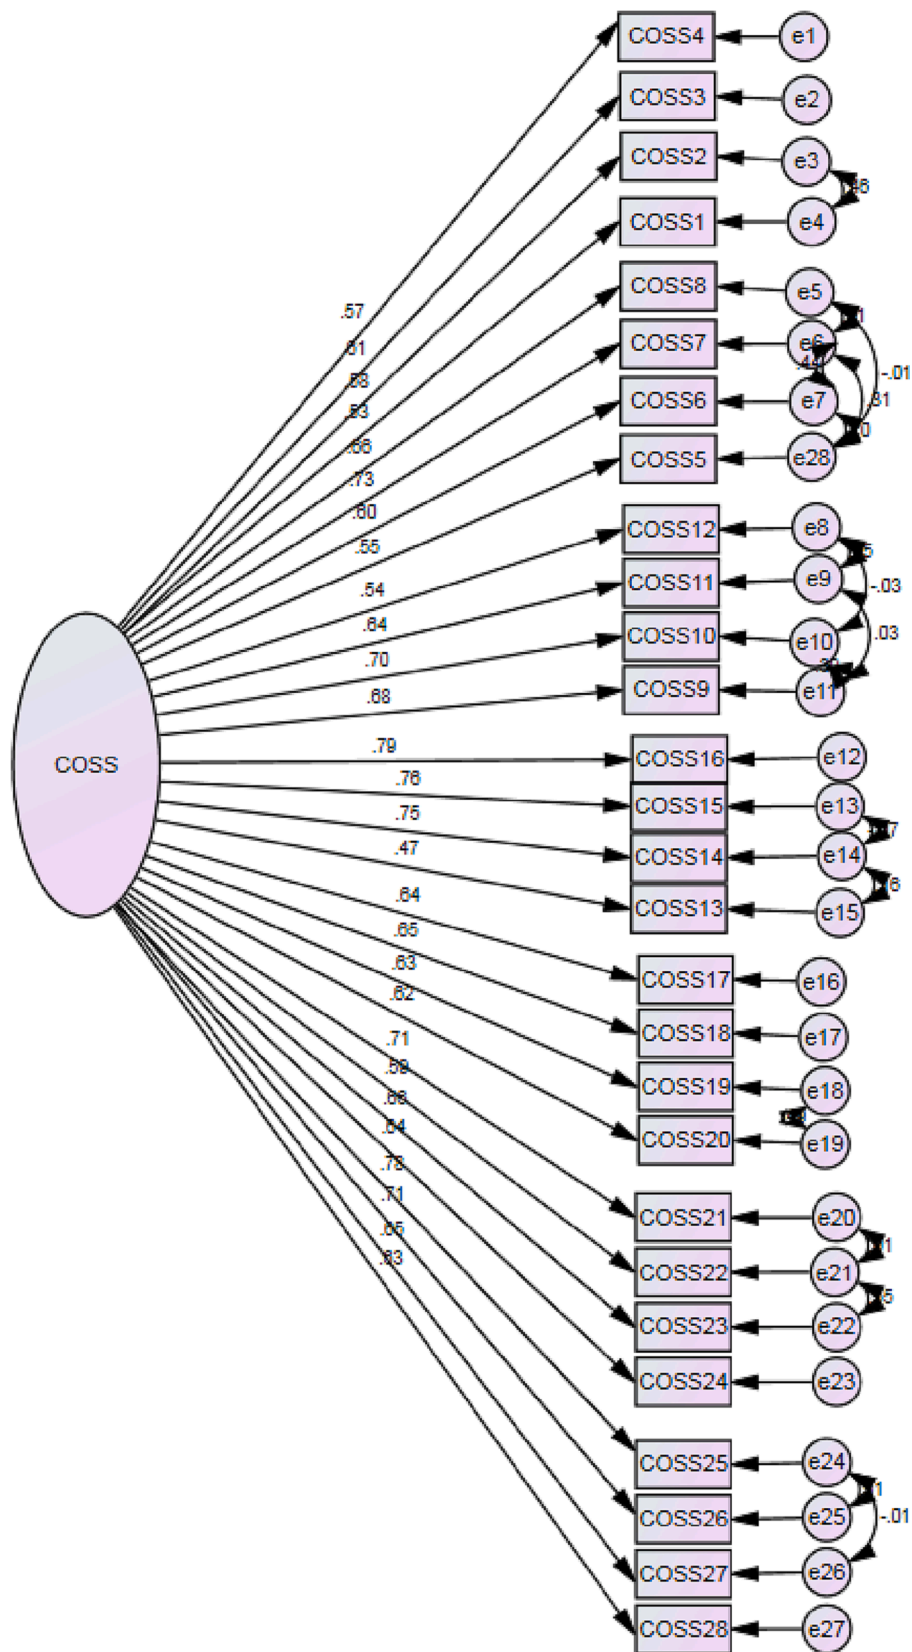 COSS4 e1
COSS3 e2
COSS2 e3
COSS1 e4
COSS8 e5
.57
COSS7 e6
.61
-.01
.58
COSS6 e7
.53
.66
COSS5 e28
.73
.60
COSS12 e8
.55
COSS11 e9
-.03
.54
.64
COSS10 e10
.03
.70
COSS9 e11
.68
.79
COSS
COSS16 e12
.76
COSS15 e13
.75
COSS14 e14
.47
COSS13 e15
.64
.65
.63
COSS17 e16
.62
COSS18 e17
.71
.59
COSS19 e18
COSS20 e19
.64
.78
.71
COSS21 e20
.65
COSS22 e21
COSS23 e22
COSS24 e23
COSS25 e24
COSS26 e25
-.01
COSS27 e26
COSS28 e27